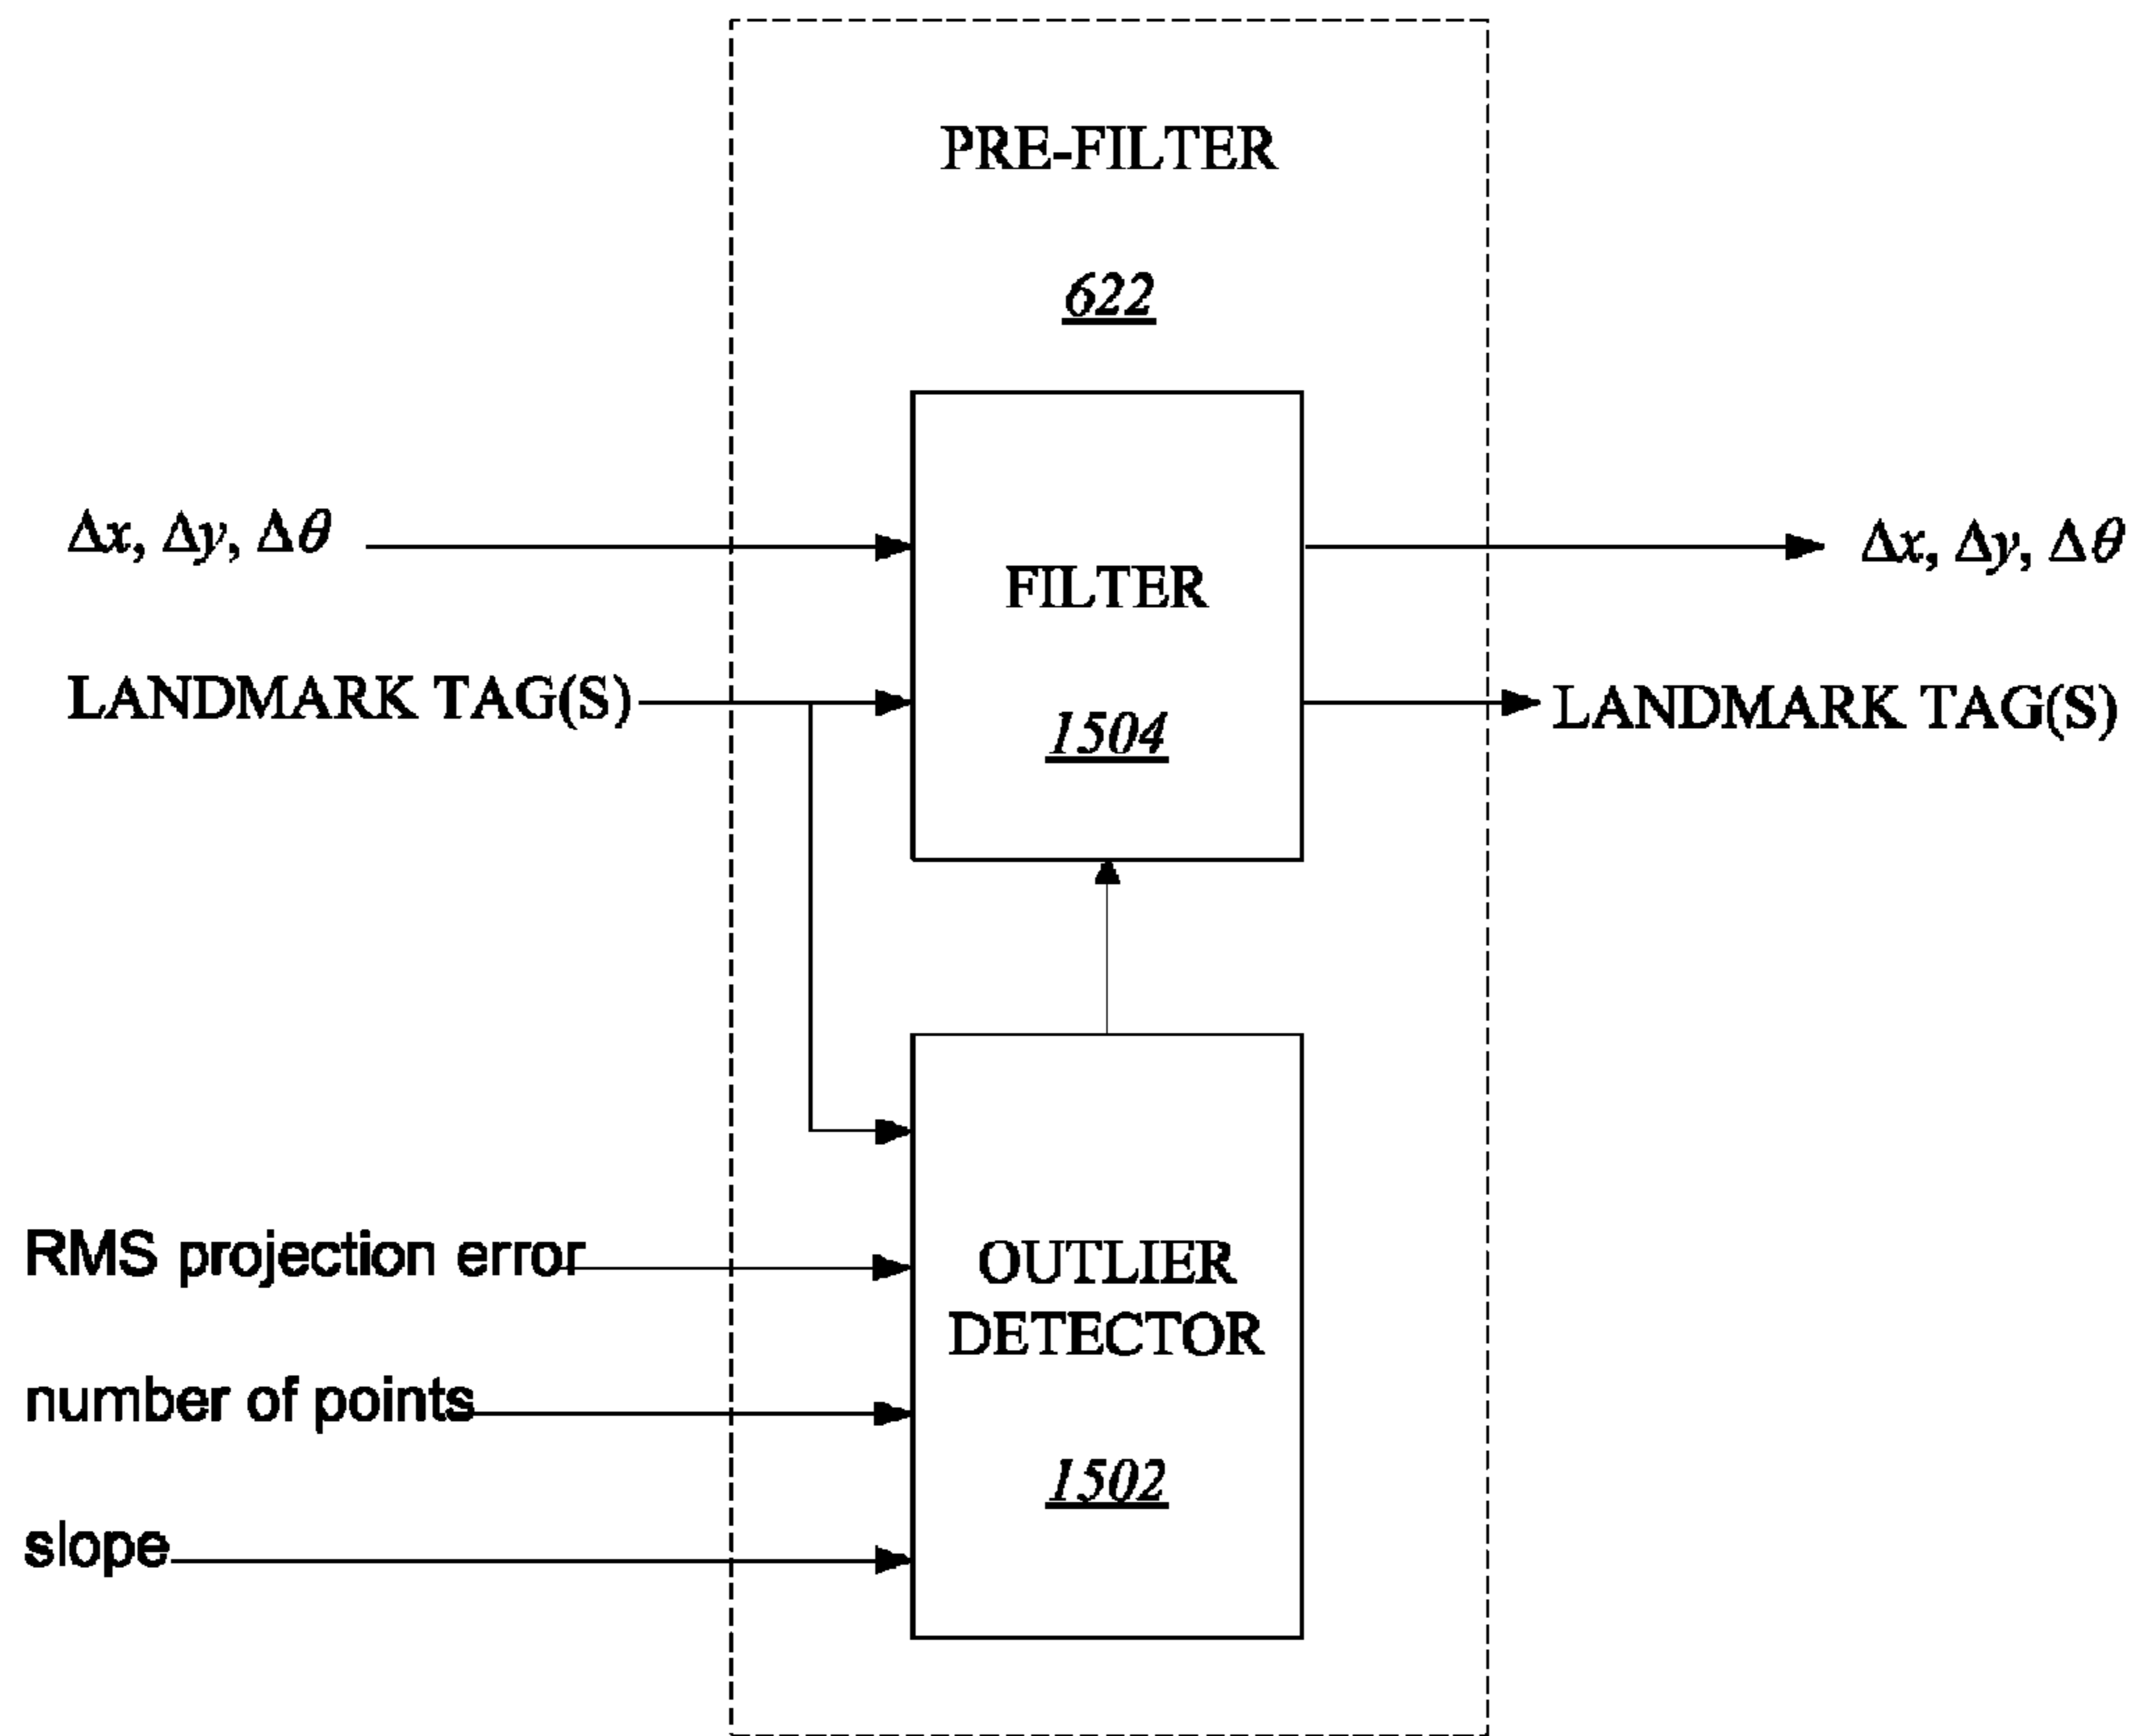 PRE-FILTER
622
Δx, Δy, Δθ
FILTER
Δx, Δy, Δθ
LANDMARK TAG(S)
1504
LANDMARK TAG(S)
RMS projection error
OUTLIER
DETECTOR
number of points
1502
slope